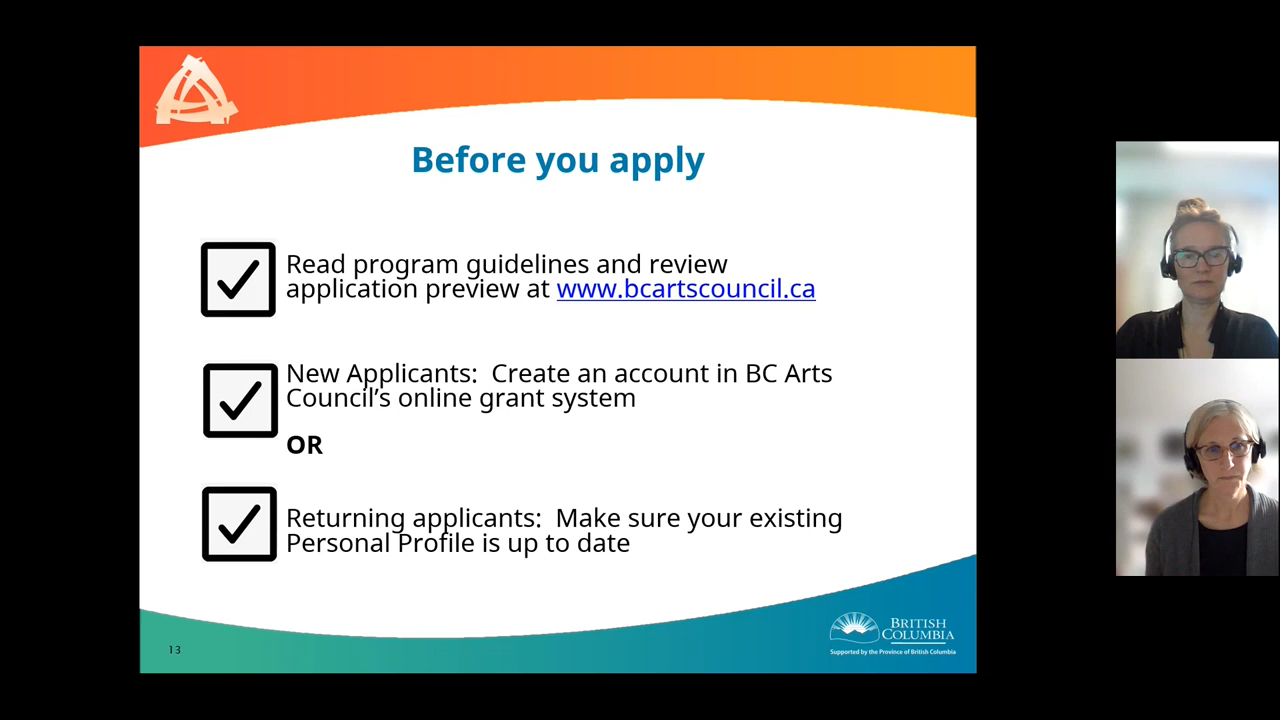 Before you apply
Read program guidelines and review
application preview at www.bcartscouncil.ca
New Applicants:  Create an account in BC Arts
Council’s online grant system
OR
Returning applicants:  Make sure your existing
Personal Profile is up to date
13
BRITISH
COLUMBIA
Supported by the Province of British Columbia